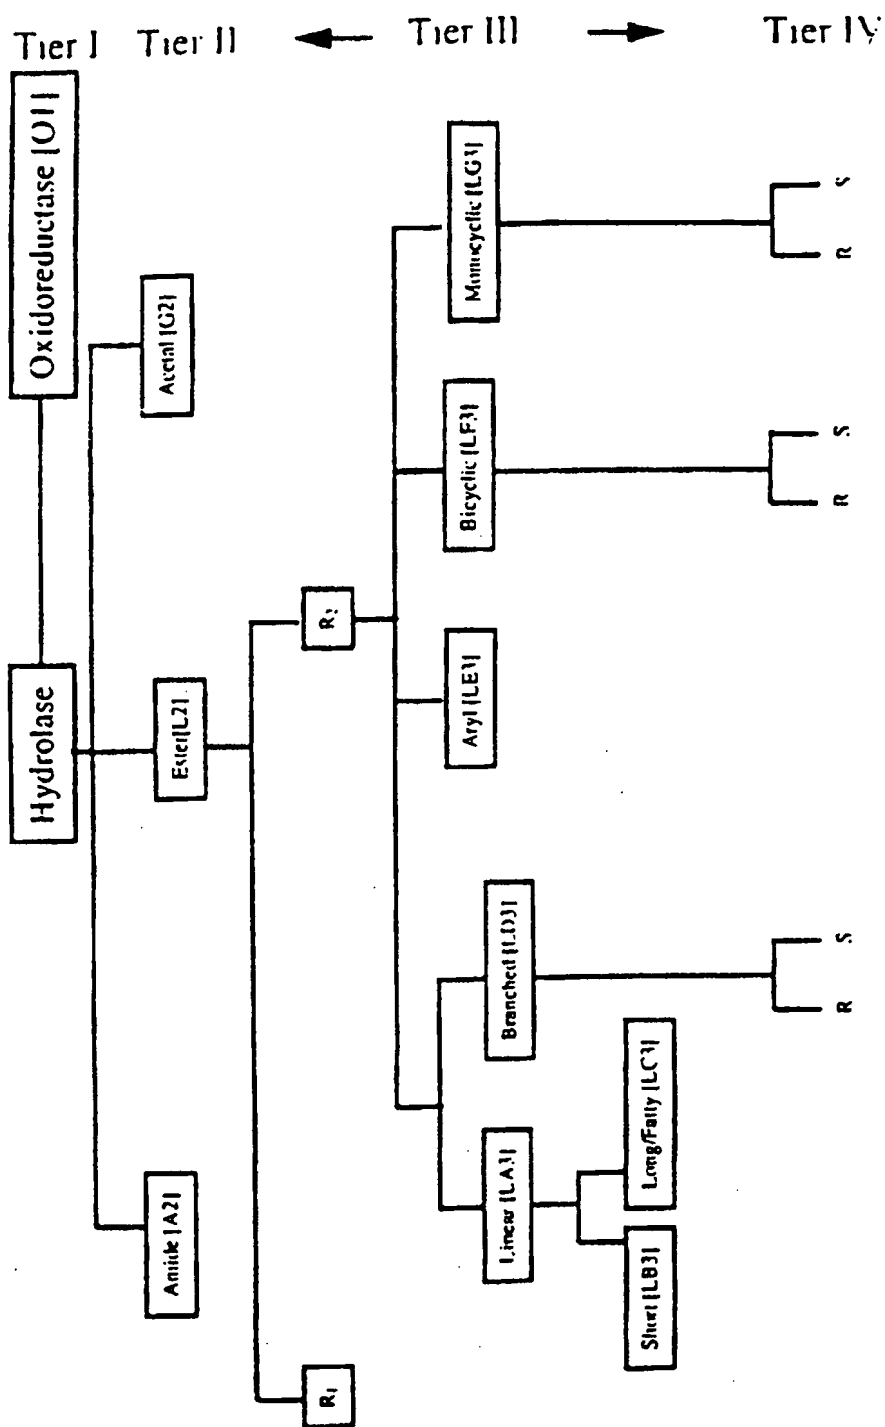 Tier I Tier II Tier III Tier IV
Oxidoreductase [O1]
Hydrolase
Acetal [G2]
Ester[L2]
Amide [A2]
R1
R2
Monocyclic [LG3]
Bicyclic [LF3]
Aryl [LE3]
Branched [LD3]
Linear [LA3]
Long/Fatty [LC3]
Short [LB3]
R S
R S
R S